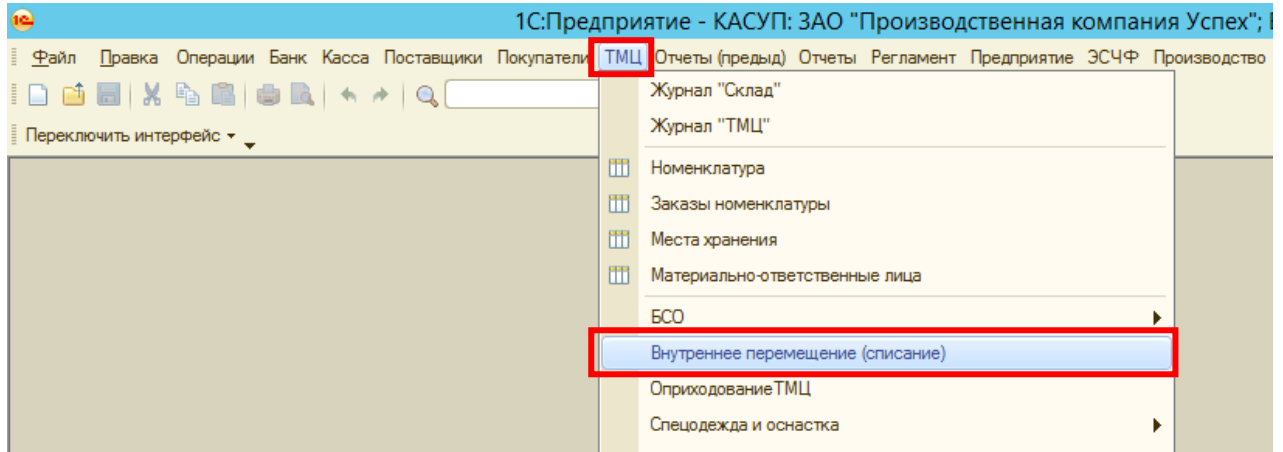 1С:Предприятие - КАСУП: ЗАО "Производственная компания Успех";
Файл Правка Операции Банк Касса Поставщики Покупатели ТМЦ Отчеты (предыд) Отчеты Регламент Предприятие ЭСЧФ Производство
Журнал "Склад"
Переключить интерфейс
Журнал "ТМЦ"
Номенклатура
Заказы номенклатуры
Места хранения
Материально-ответственные лица
БСО
Внутреннее перемещение (списание)
Оприходование ТМЦ
Спецодежда и оснастка